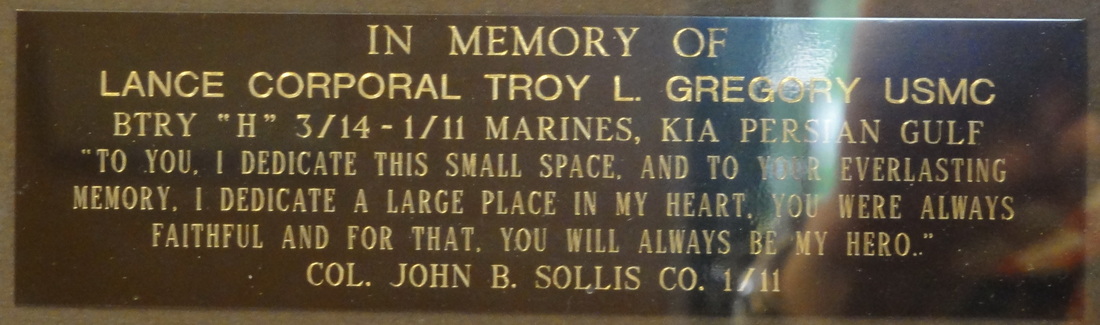 IN MEMORY OF
LANCE CORPORAL TROY L. GREGORY USMC
BTRY "H" 3/14 - 1/11 MARINES, KIA PERSIAN GULF
"TO YOU, I DEDICATE THIS SMALL SPACE, AND TO YOUR EVERLASTING
MEMORY, I DEDICATE A LARGE PLACE IN MY HEART, YOU WERE ALWAYS
FAITHFUL AND FOR THAT, YOU WILL ALWAYS BE MY HERO."
COL. JOHN B. SOLLIS CO. 1/11